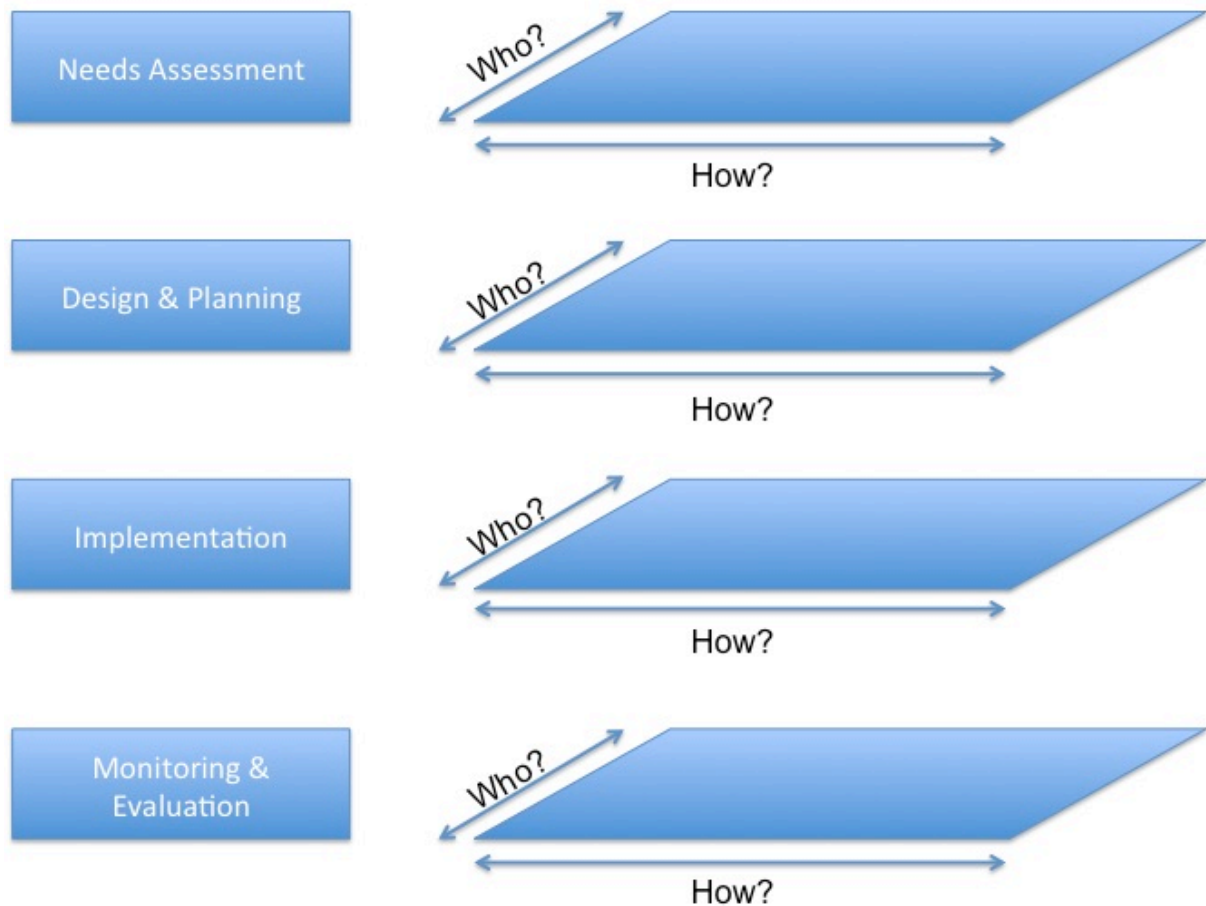 Needs Assessment
Who?
How?
Design & Planning
Who?
How?
Implementation
Who?
How?
Monitoring &
Evaluation
Who?
How?